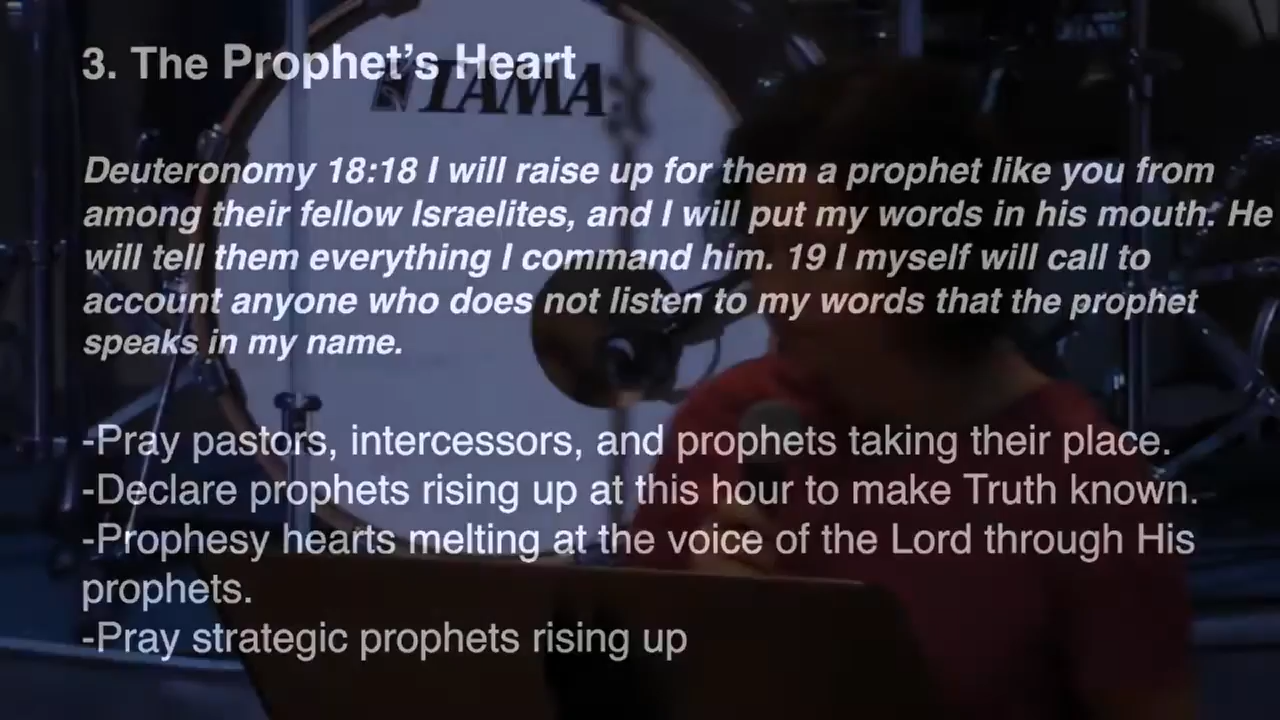 3. The Prophet's Heart
TAMA
Deuteronomy 18:18 I will raise up for them a prophet like you from
among their fellow Israelites, and I will put my words in his mouth. He
will tell them everything I command him. 19 I myself will call to
account anyone who does not listen to my words that the prophet
speaks in my name.
-Pray pastors, intercessors, and prophets taking their place.
-Declare prophets rising up at this hour to make Truth known.
-Prophesy hearts melting at the voice of the Lord through His
prophets.
-Pray strategic prophets rising up